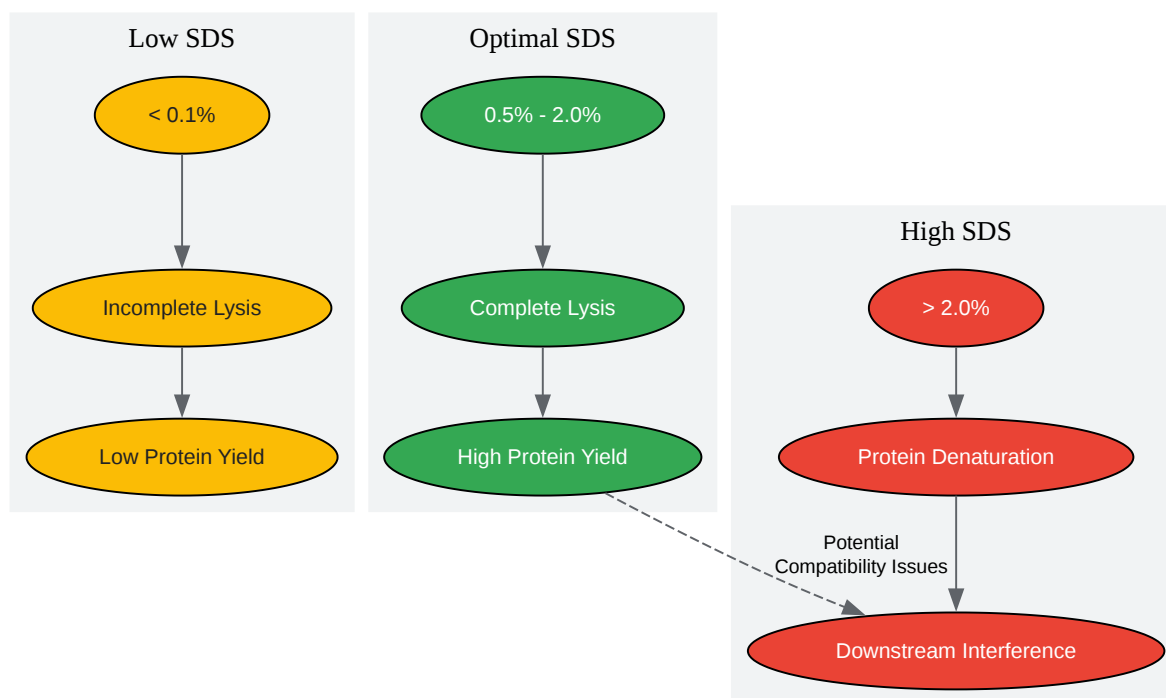 Low SDS
< 0.1%
Incomplete Lysis
Low Protein Yield
Optimal SDS
0.5% - 2.0%
Complete Lysis
High Protein Yield
High SDS
> 2.0%
Protein Denaturation
Potential
Compatibility Issues
Downstream Interference